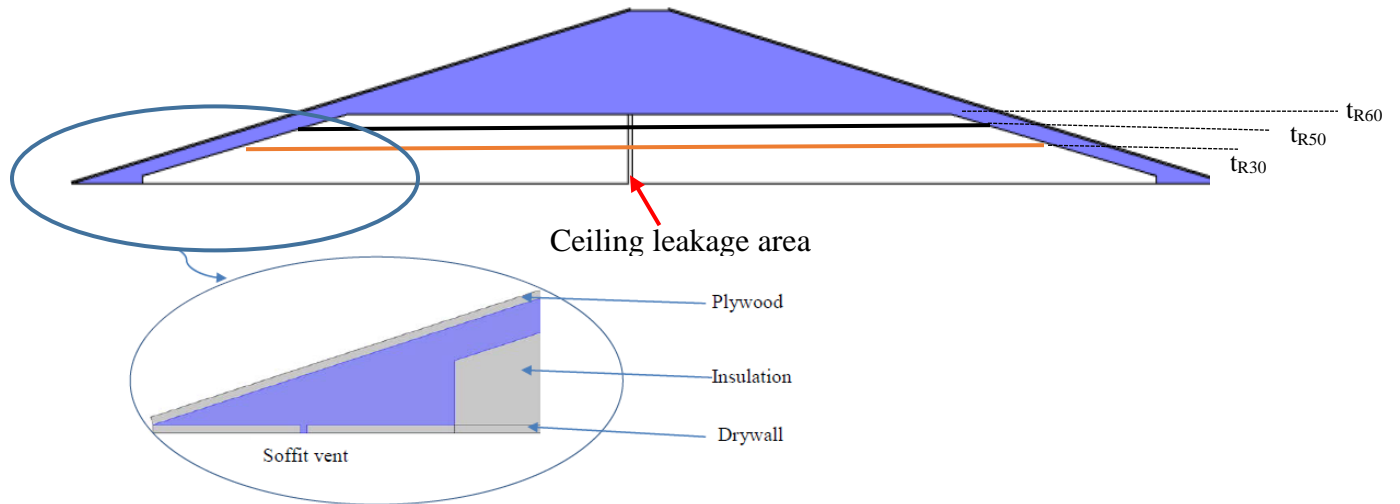 tR60
tR50
tR30
Ceiling leakage area
Plywood
Insulation
Drywall
Soffit vent